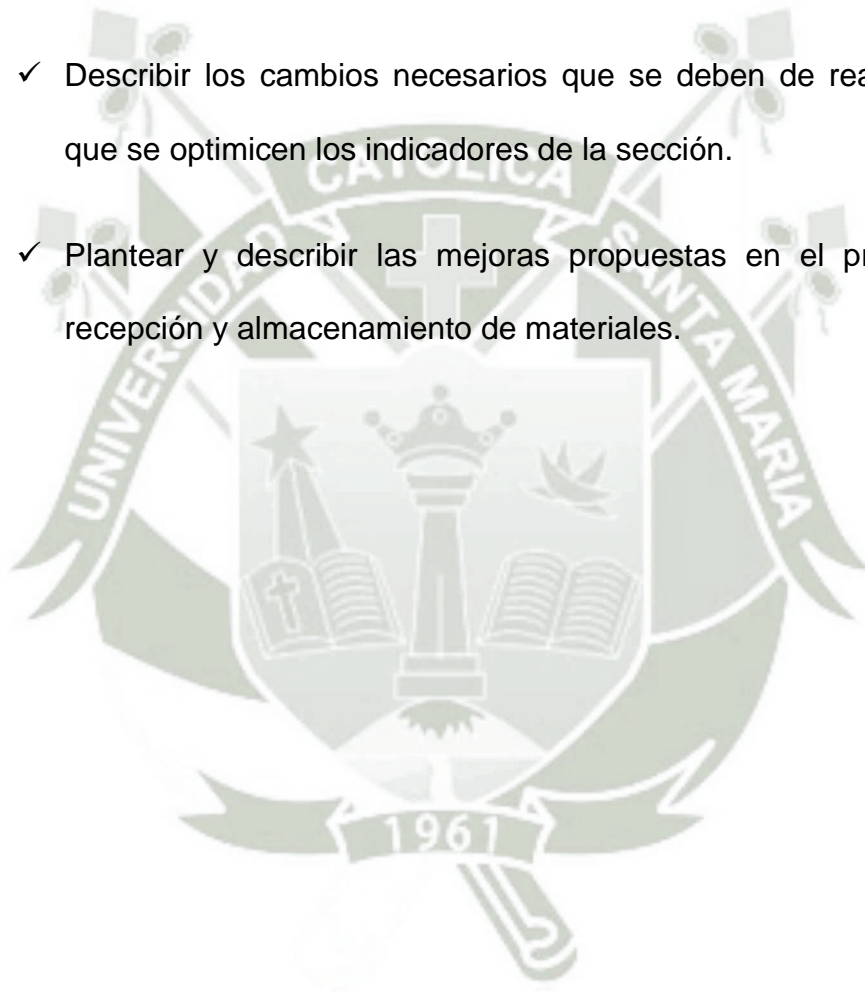 ✓ Describir los cambios necesarios que se deben de
que se optimicen los indicadores de la sección.
✓ Plantear y describir las mejoras propuestas en el
recepción y almacenamiento de materiales.
UNIVERSIDAD CATOLICA SANTA MARIA
1961